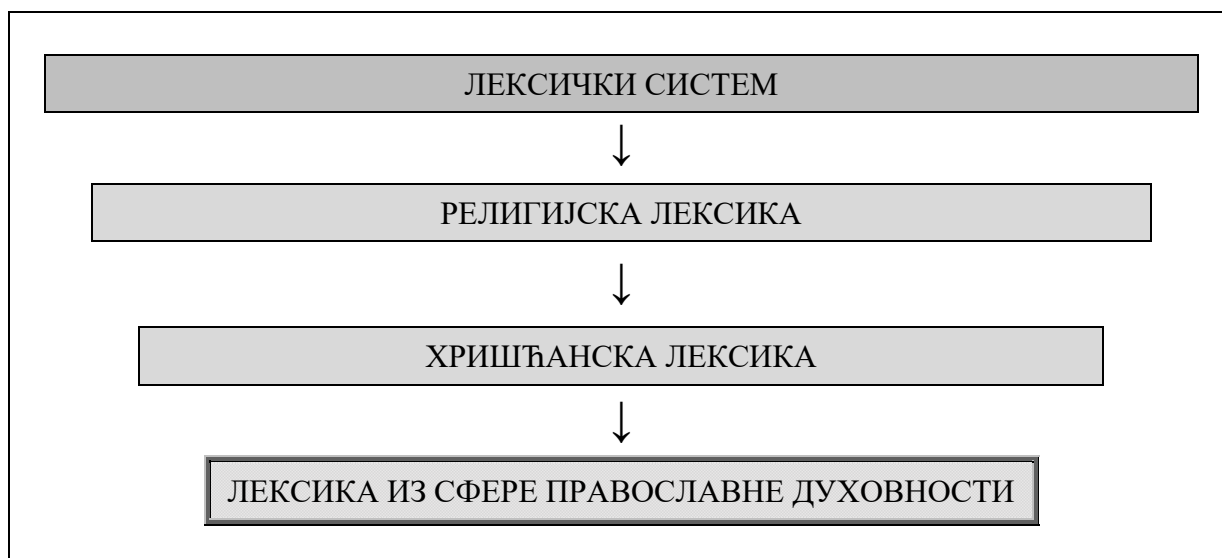 ЛЕКСИЧКИ СИСТЕМ
РЕЛИГИЈСКА ЛЕКСИКА
ХРИШЋАНСКА ЛЕКСИКА
ЛЕКСИКА ИЗ СФЕРЕ ПРАВОСЛАВНЕ ДУХОВНОСТИ